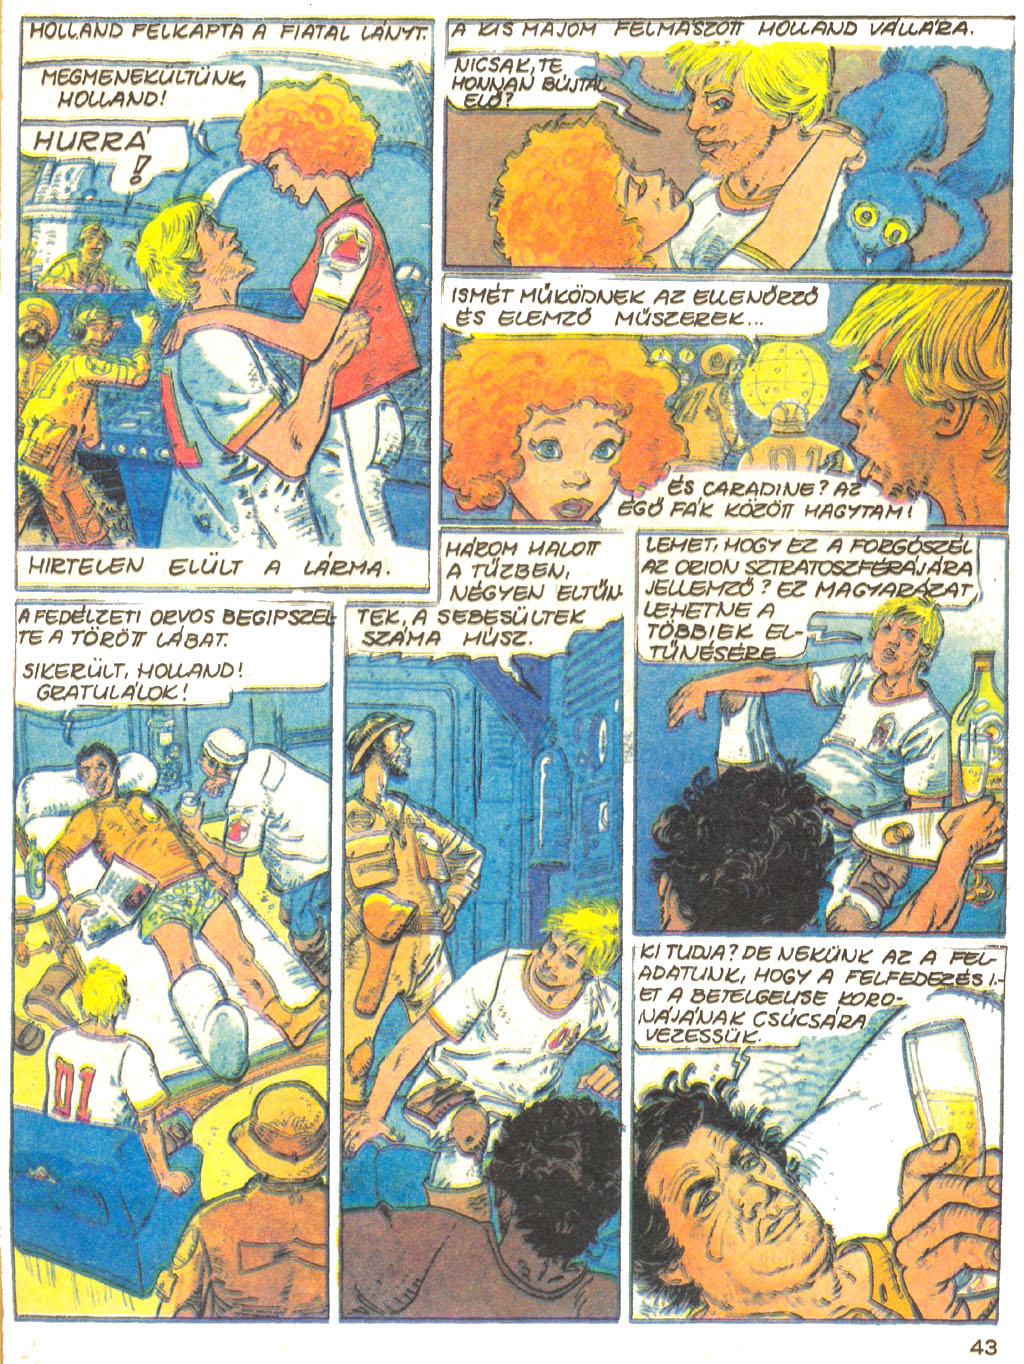 HOLLAND FELKAPTA A FIATAL LÁNYT.
MEGMENEKÜLTÜNK,
HOLLAND!
HURRÁ
!
HIRTELEN ELÜLT A LÁRMA.
A KIS MAJOM FELMÁSZOTT HOLLAND VÁLLÁRA.
NICSAK, TE
HONNAN BÚJTÁL
ELŐ?
ISMÉT MŰKÖDNEK AZ ELLENŐRZŐ
ÉS ELEMZŐ MŰSZEREK...
ÉS CARADINE? AZ
ÉGŐ FÁK KÖZÖTT HAGYTAM!
01
A FEDÉLZETI ORVOS BEGIPSZEL-
TE A TÖRÖTT LÁBAT.
SIKERÜLT, HOLLAND!
GRATULÁLOK!
01
HÁROM HALOTT
A TŰZBEN,
NÉGYEN ELTŰN-
TEK, A SEBESÜLTEK
SZÁMA HÚSZ.
LEHET, HOGY EZ A FORGÓSZÉL
AZ ORION SZTRATOSZFÉRÁJÁRA
JELLEMZŐ? EZ MAGYARÁZAT
LEHETNE A
TÖBBIEK EL-
TŰNÉSÉRE
KI TUDJA? DE NEKÜNK AZ A FEL-
ADATUNK, HOGY A FELFEDEZÉS I.-
ET A BETELGEUSE KORO-
NÁJÁNAK CSÚCSÁRA
VEZESSÜK.
43